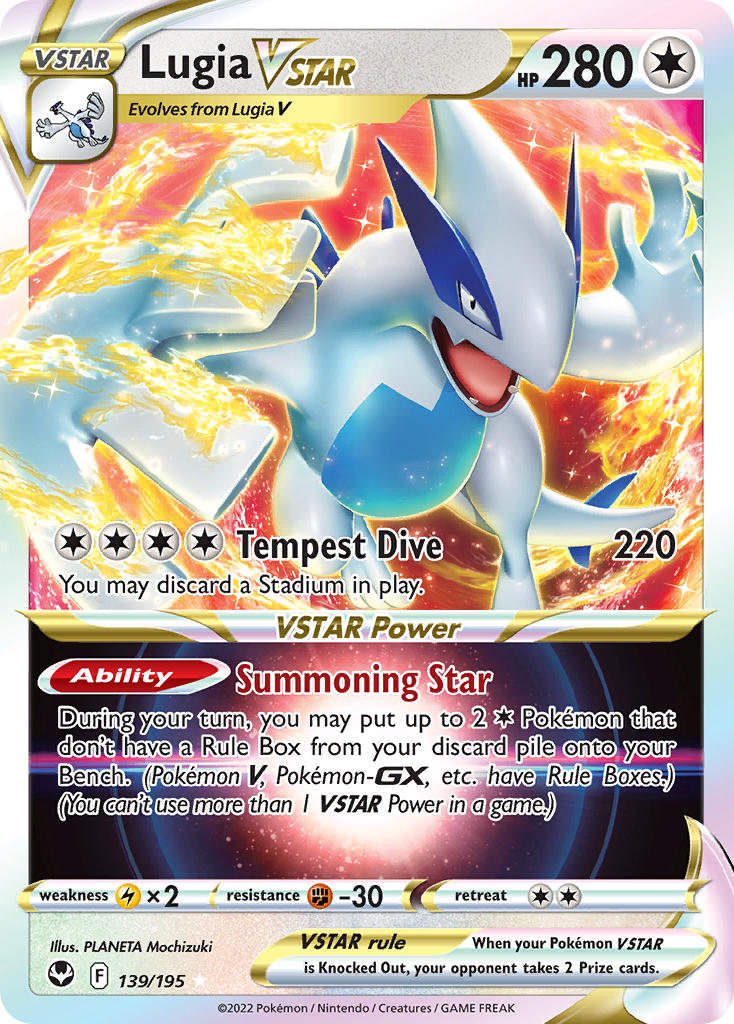 VSTAR
Lugia VSTAR
HP 280
Evolves from Lugia V
Tempest Dive 220
You may discard a Stadium in play.
VSTAR Power
Ability Summoning Star
During your turn, you may put up to 2 Pokémon that
don't have a Rule Box from your discard pile onto your
Bench. (Pokémon V, Pokémon-GX, etc. have Rule Boxes.)
(You can't use more than 1 VSTAR Power in a game.)
weakness ×2 resistance -30 retreat
Illus. PLANETA Mochizuki
VSTAR rule When your Pokémon VSTAR
is Knocked Out, your opponent takes 2 Prize cards.
F 139/195
©2022 Pokémon / Nintendo / Creatures / GAME FREAK